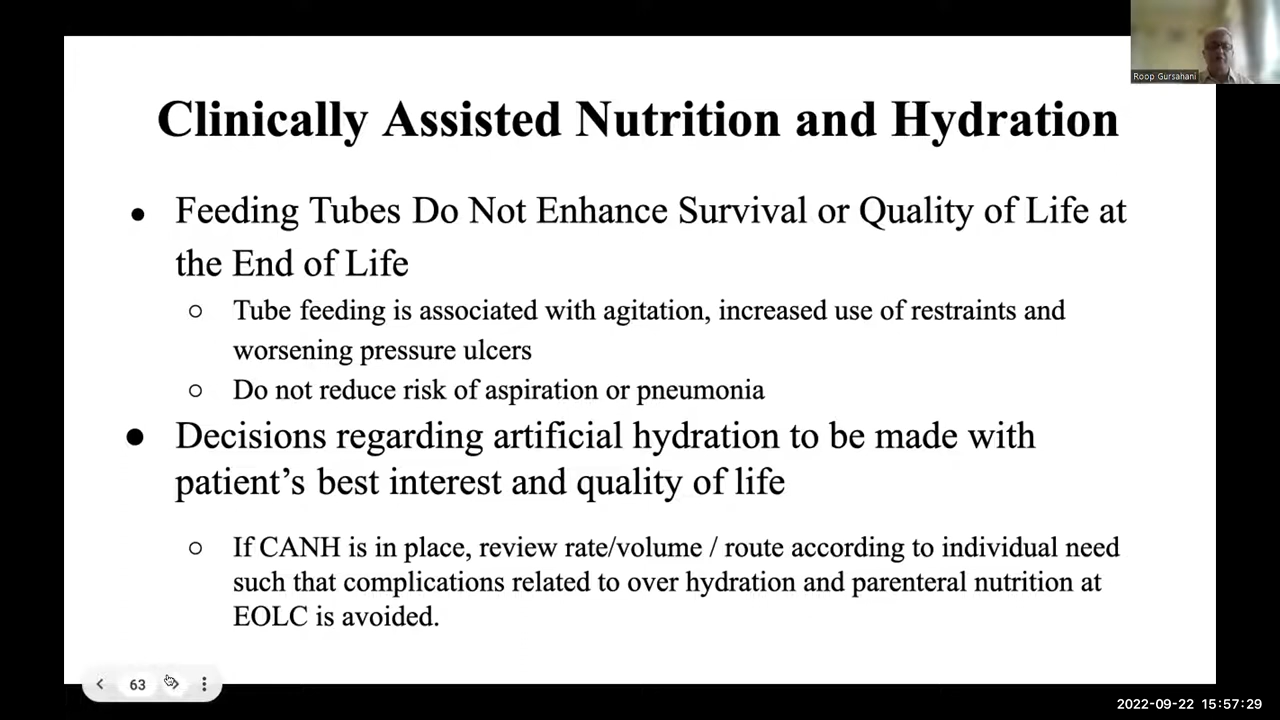 Roop Gursahani
Clinically Assisted Nutrition and Hydration
● Feeding Tubes Do Not Enhance Survival or Quality of Life at
the End of Life
○ Tube feeding is associated with agitation, increased use of restraints and
worsening pressure ulcers
○ Do not reduce risk of aspiration or pneumonia
● Decisions regarding artificial hydration to be made with
patient’s best interest and quality of life
○ If CANH is in place, review rate/volume / route according to individual need
such that complications related to over hydration and parenteral nutrition at
EOLC is avoided.
63
2022-09-22 15:57:29